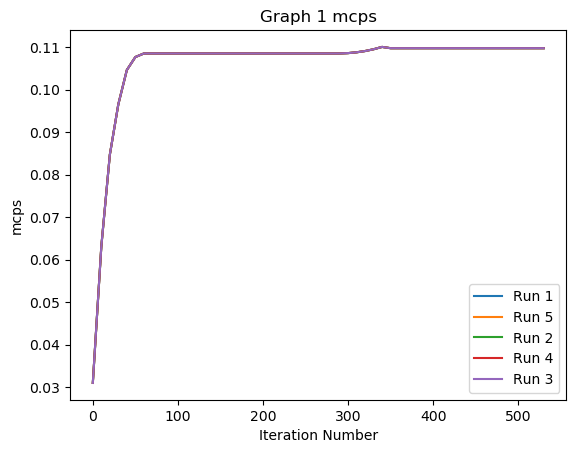 Graph 1 mcps
mcps
0.11
0.10
0.09
0.08
0.07
0.06
0.05
0.04
0.03
Run 1
Run 5
Run 2
Run 4
Run 3
0 100 200 300 400 500
Iteration Number